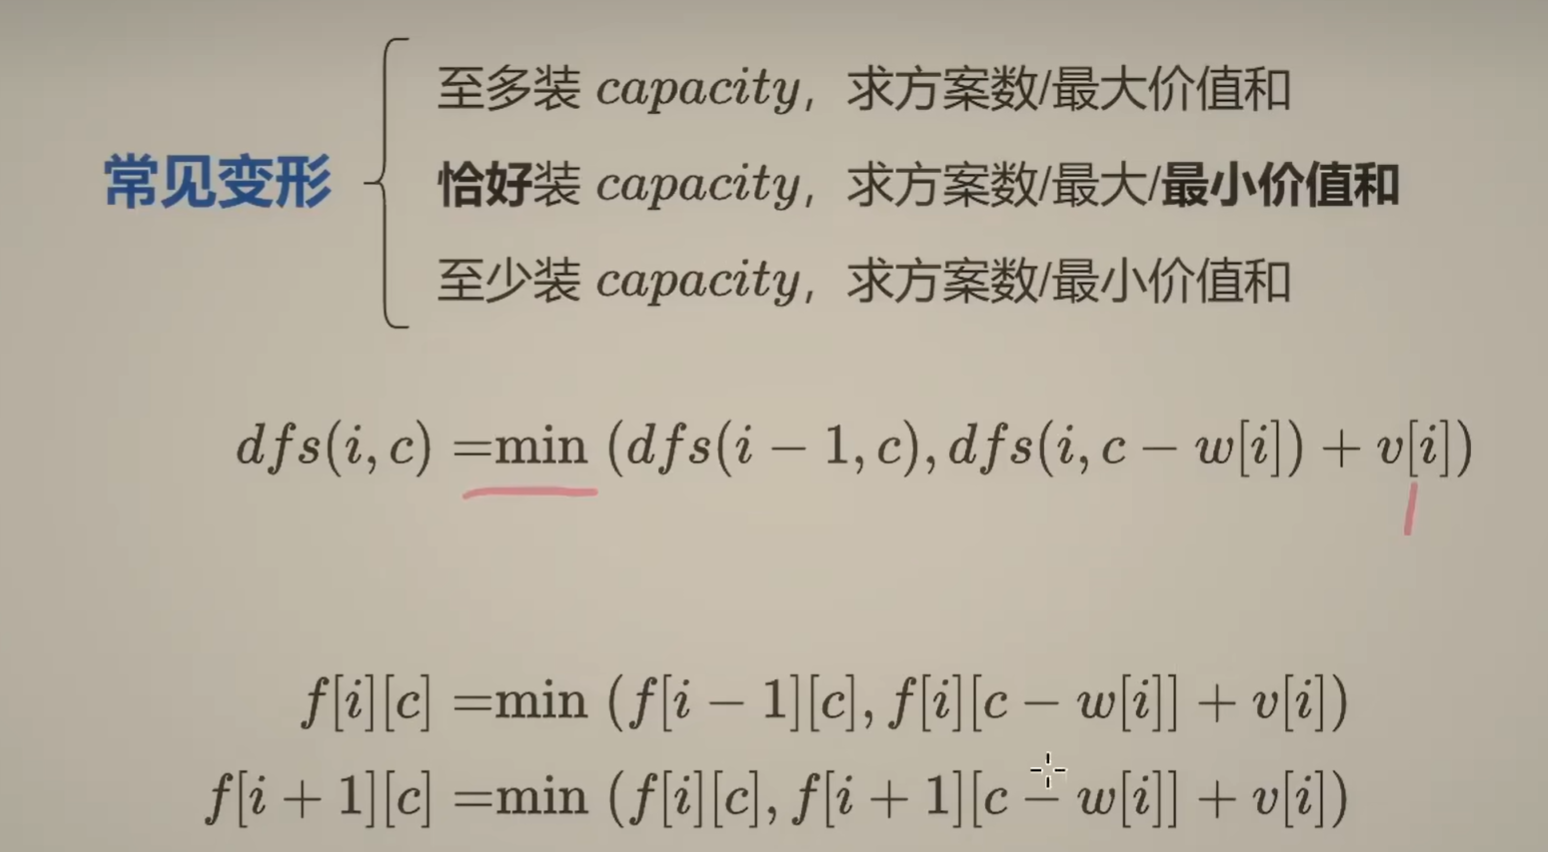 至多装 capacity, 求方案数/最大价值和
常见变形
恰好装 capacity, 求方案数/最大/最小价值和
至少装 capacity, 求方案数/最小价值和
dfs(i, c) =min (dfs(i − 1, c), dfs(i, c − w[i]) + v[i])
f[i][c] =min (f[i − 1][c], f[i][c − w[i]] + v[i])
f[i + 1][c] =min (f[i][c], f[i + 1][c − w[i]] + v[i])